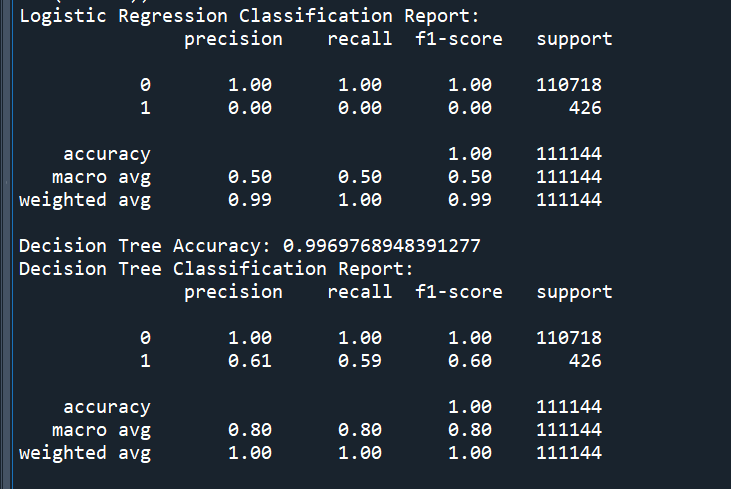 Logistic Regression Classification Report:
precision recall f1-score support
0 1.00 1.00 1.00 110718
1 0.00 0.00 0.00 426
accuracy 1.00 111144
macro avg 0.50 0.50 0.50 111144
weighted avg 0.99 1.00 0.99 111144
Decision Tree Accuracy: 0.9969768948391277
Decision Tree Classification Report:
precision recall f1-score support
0 1.00 1.00 1.00 110718
1 0.61 0.59 0.60 426
accuracy 1.00 111144
macro avg 0.80 0.80 0.80 111144
weighted avg 1.00 1.00 1.00 111144